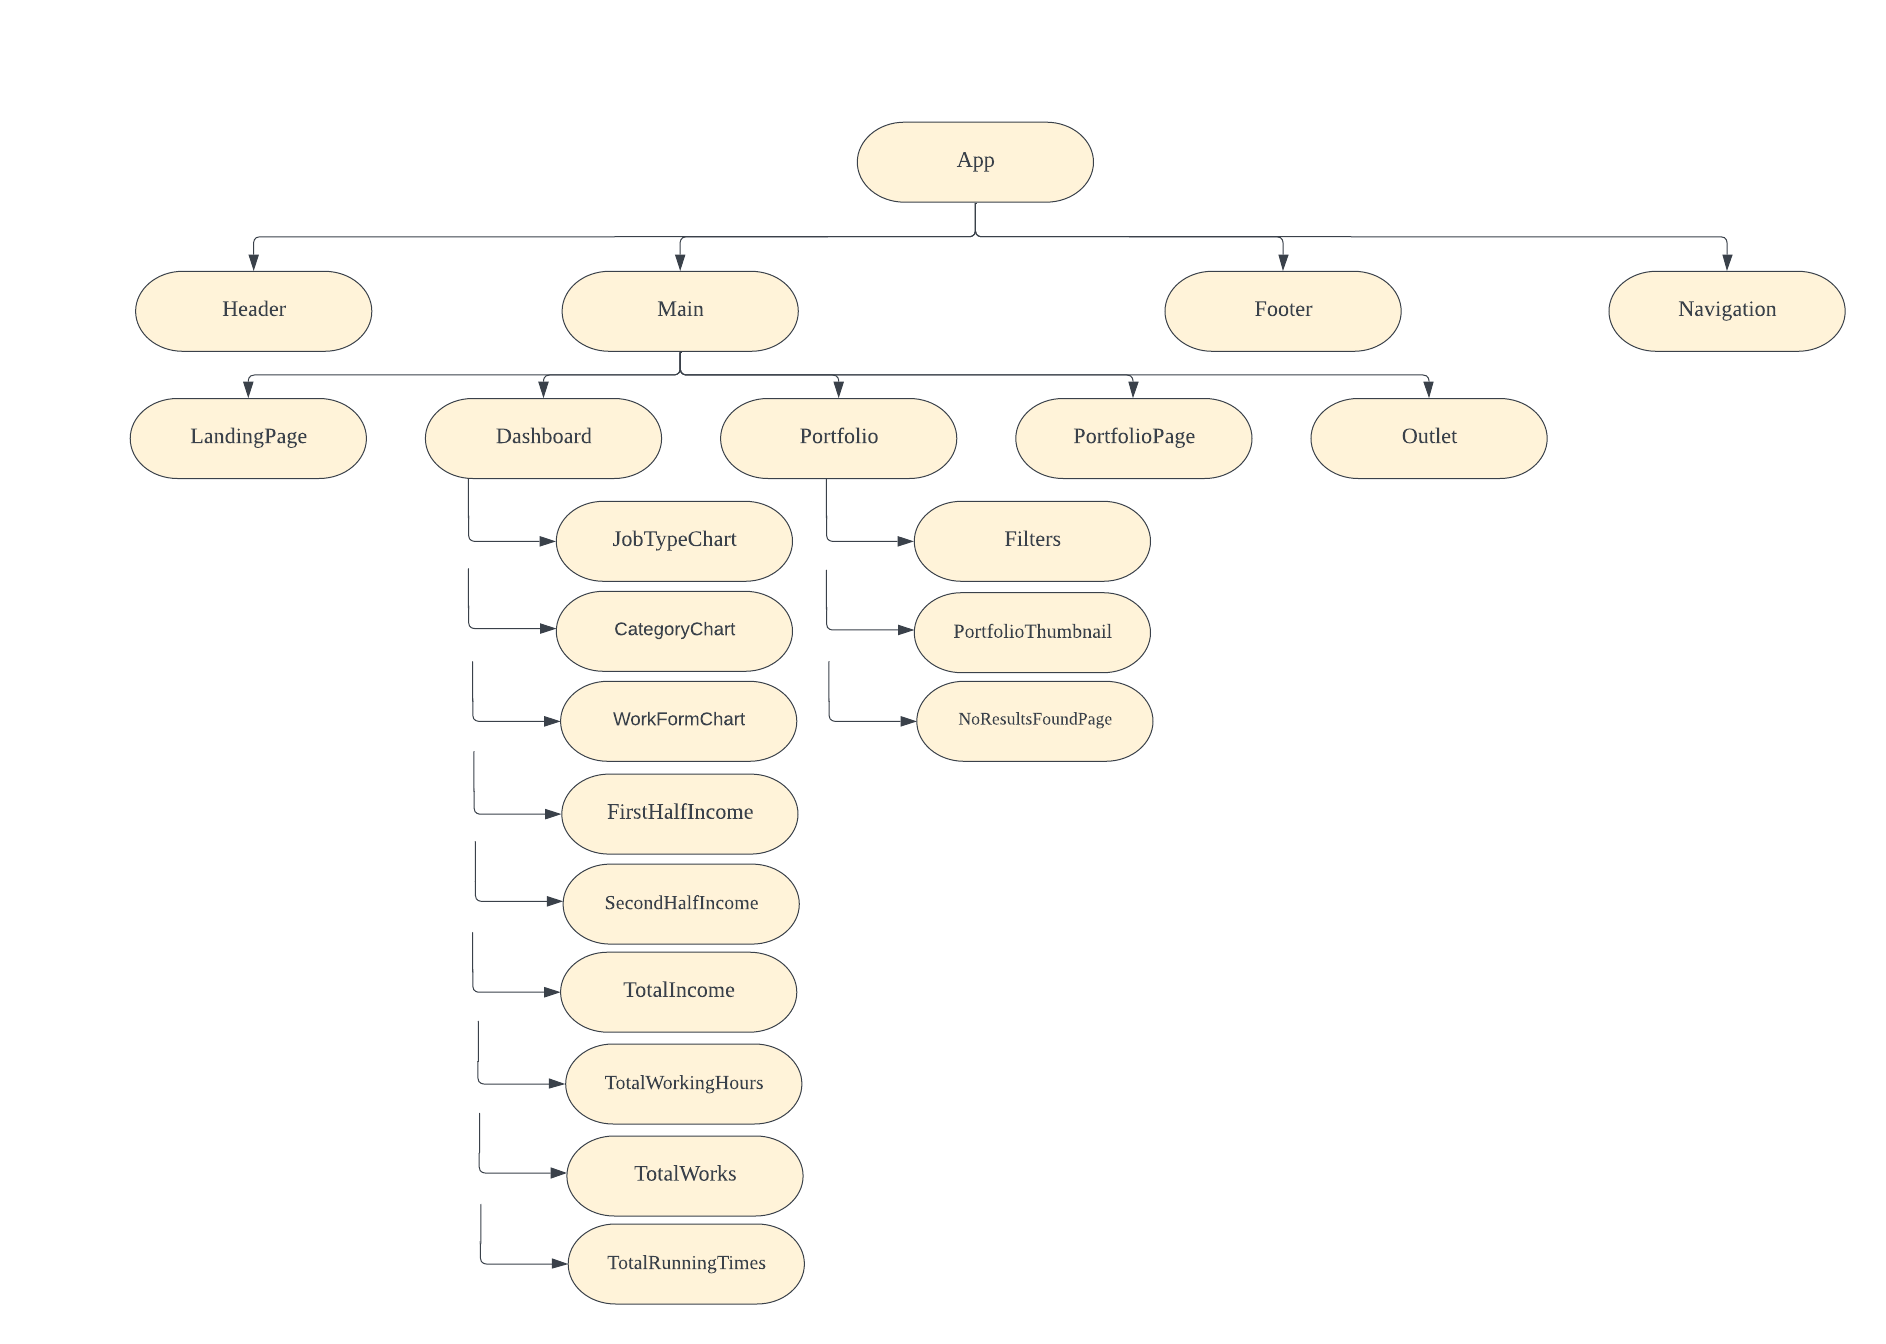 App
Header
Main
Footer
Navigation
LandingPage
Dashboard
Portfolio
PortfolioPage
Outlet
JobTypeChart
CategoryChart
WorkFormChart
FirstHalfIncome
SecondHalfIncome
TotalIncome
TotalWorkingHours
TotalWorks
TotalRunningTimes
Filters
PortfolioThumbnail
NoResultsFoundPage